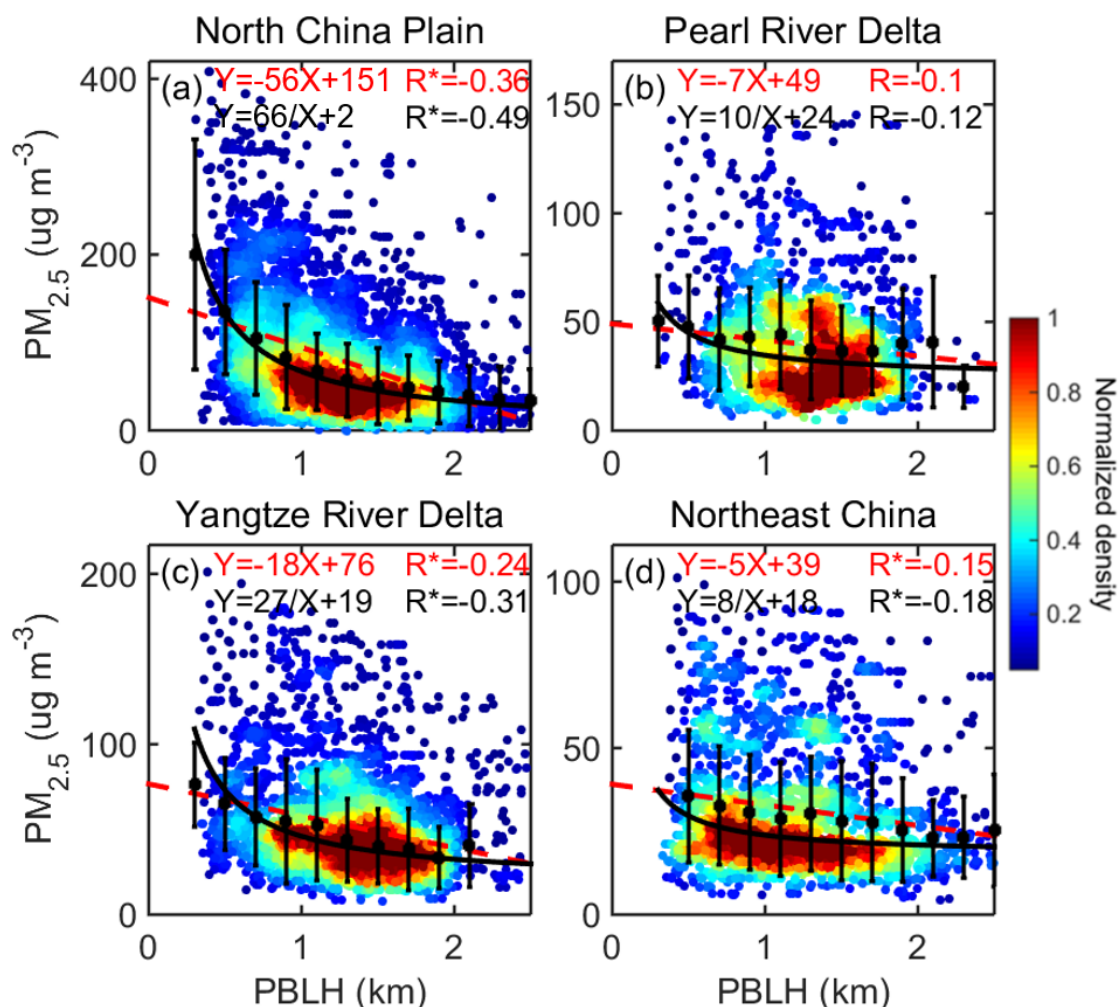 North China Plain
Pearl River Delta
(a) Y=-56X+151 R*=-0.36
Y=66/X+2 R*=-0.49
(b) Y=-7X+49 R=-0.1
Y=10/X+24 R=-0.12
400
200
0
0 1 2
PM2.5 (ug m-3)
150
100
50
0
0 1 2
Yangtze River Delta
Northeast China
(c) Y=-18X+76 R*=-0.24
Y=27/X+19 R*=-0.31
(d) Y=-5X+39 R*=-0.15
Y=8/X+18 R*=-0.18
200
100
0
0 1 2
PM2.5 (ug m-3)
PBLH (km)
100
50
0
0 1 2
PBLH (km)
1
0.8
0.6
0.4
0.2
Normalized density